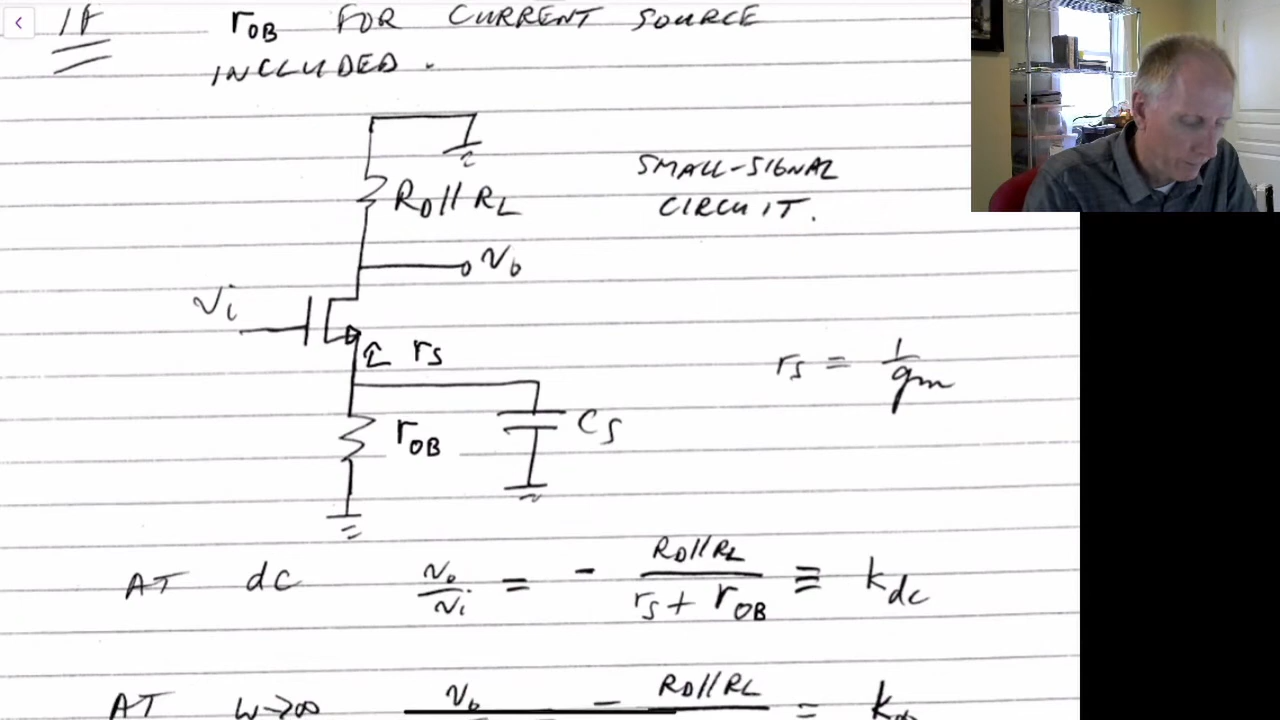 If rOB FOR CURRENT SOURCE
INCLUDED.
RD||RL
SMALL-SIGNAL
CIRCUIT.
vo
vi
rs
rs = 1/gm
rOB
Cs
AT dc vo/vi = - RD||RL / rs + rOB ≡ kdc
AT ω→∞ vo - RD||RL = k∞